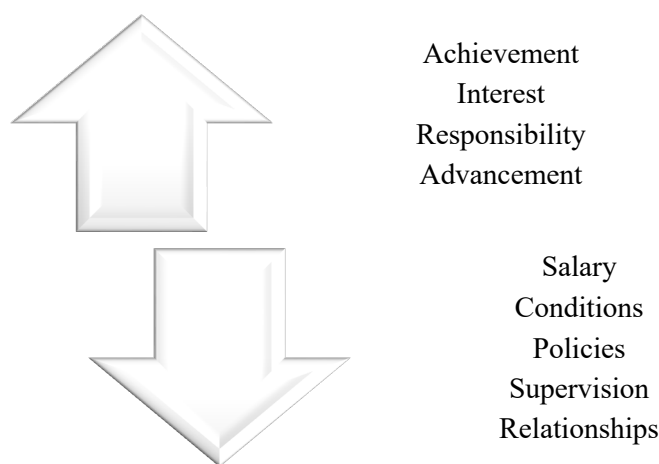 Achievement
Interest
Responsibility
Advancement
Salary
Conditions
Policies
Supervision
Relationships